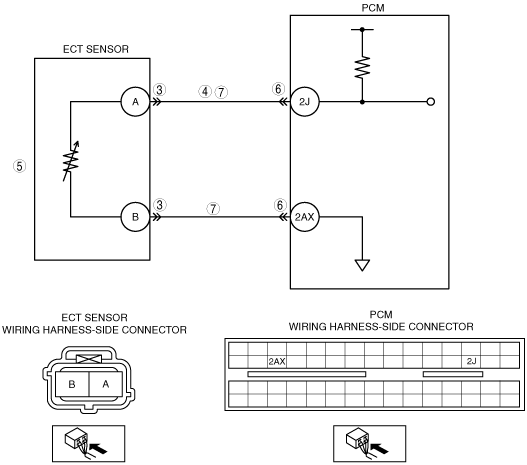 PCM
ECT SENSOR
3
4 7
6
A
2J
5
3
7
6
B
2AX
ECT SENSOR
WIRING HARNESS-SIDE CONNECTOR
PCM
WIRING HARNESS-SIDE CONNECTOR
2AX
2J
B
A